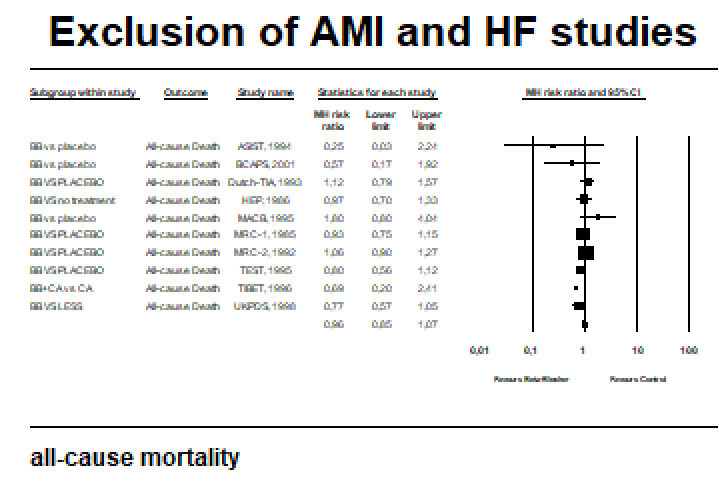 Exclusion of AMI and HF studies
Subgroup within study Outcome Study name Statistics for each study MH risk ratio and 95% CI
MH risk ratio Lower limit Upper limit
BB vs placebo All-cause Death ASIST, 1994 0,25 0,03 2,24
BB vs placebo All-cause Death BCAPS, 2001 0,57 0,17 1,92
BB VS PLACEBO All-cause Death Dutch-TIA, 1993 1,12 0,79 1,57
BB VS no treatment All-cause Death HEP, 1986 0,97 0,70 1,33
BB vs placebo All-cause Death MACB, 1995 1,80 0,80 4,04
BB VS PLACEBO All-cause Death MRC-1, 1985 0,93 0,75 1,15
BB VS PLACEBO All-cause Death MRC-2, 1992 1,06 0,90 1,27
BB VS PLACEBO All-cause Death TEST, 1995 0,80 0,56 1,12
BB+CA vs CA All-cause Death TIBET, 1996 0,69 0,20 2,41
BB VS LESS All-cause Death UKPDS, 1998 0,77 0,57 1,05
0,96 0,85 1,07
0,01 0,1 1 10 100
Favours Beta-Blocker Favours Control
all-cause mortality